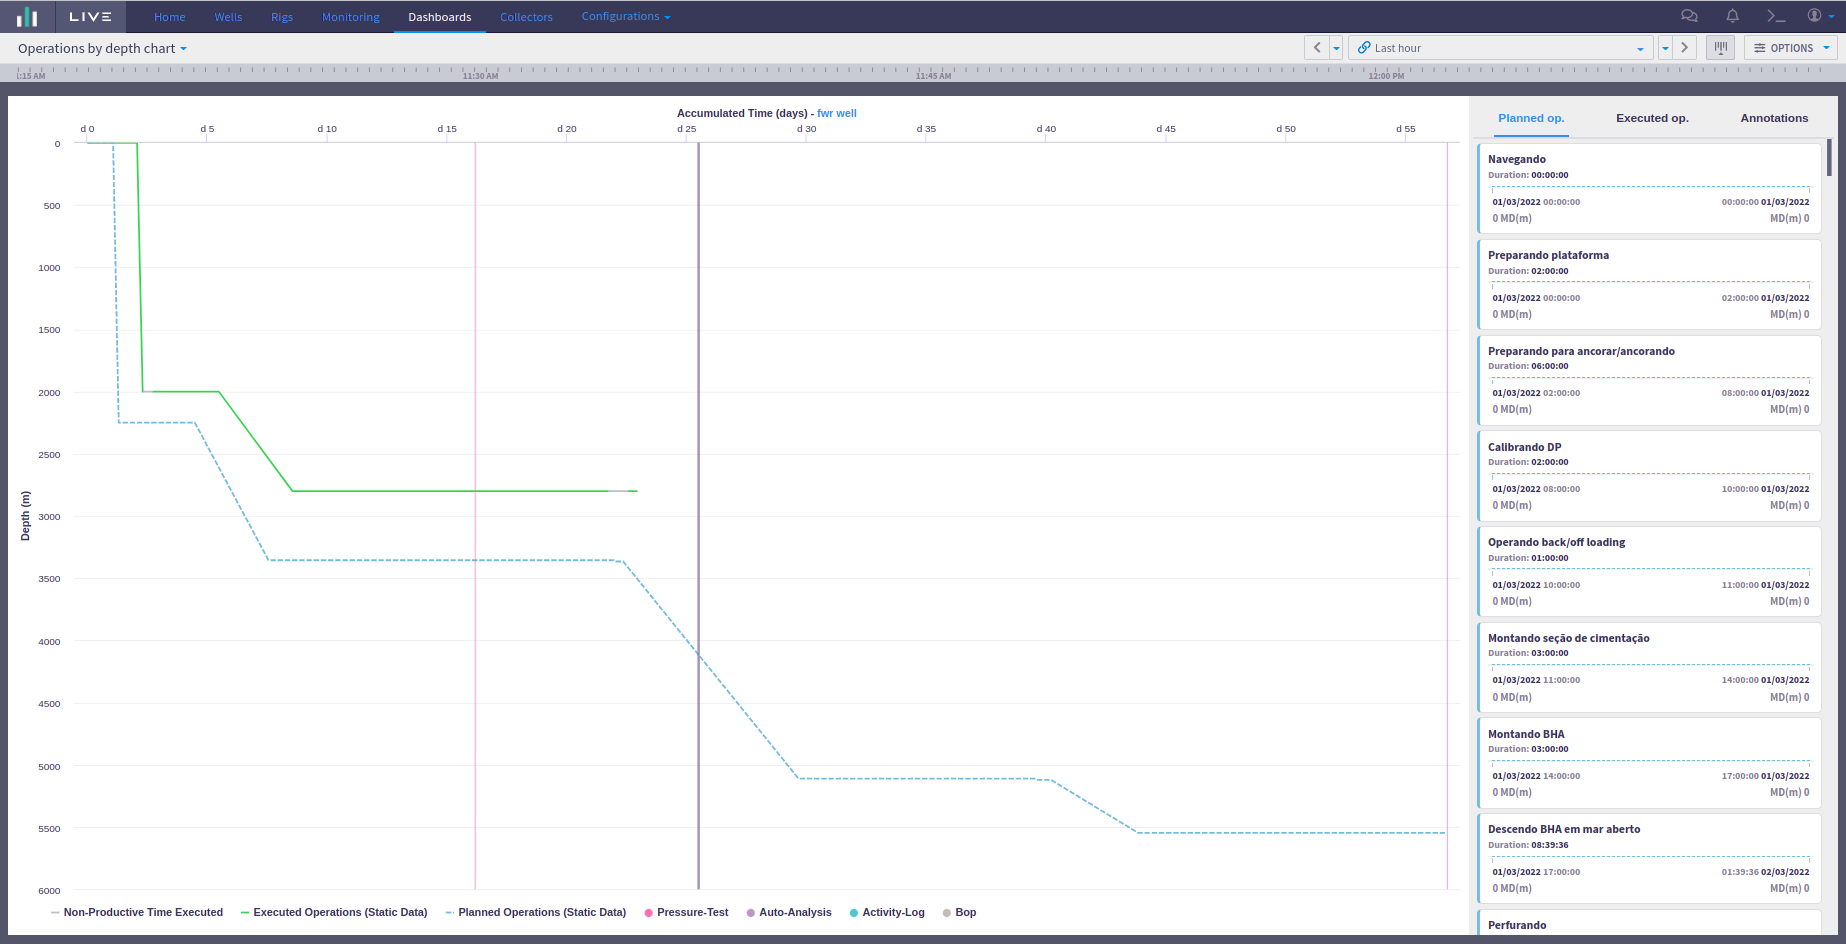 LIVE Home Wells Rigs Monitoring Dashboards Collectors Configurations
Operations by depth chart Last hour OPTIONS
:15 AM 11:30 AM 11:45 AM 12:00 PM
Accumulated Time (days) - fwr well
d 0 d 5 d 10 d 15 d 20 d 25 d 30 d 35 d 40 d 45 d 50 d 55
0
500
1000
1500
2000
2500
3000
3500
4000
4500
5000
5500
6000
Depth (m)
Non-Productive Time Executed Executed Operations (Static Data) Planned Operations (Static Data) Pressure-Test Auto-Analysis Activity-Log Bop
Planned op. Executed op. Annotations
Navegando
Duration: 00:00:00
01/03/2022 00:00:00 00:00:00 01/03/2022
0 MD(m) MD(m) 0
Preparando plataforma
Duration: 02:00:00
01/03/2022 00:00:00 02:00:00 01/03/2022
0 MD(m) MD(m) 0
Preparando para ancorar/ancorando
Duration: 06:00:00
01/03/2022 02:00:00 08:00:00 01/03/2022
0 MD(m) MD(m) 0
Calibrando DP
Duration: 02:00:00
01/03/2022 08:00:00 10:00:00 01/03/2022
0 MD(m) MD(m) 0
Operando back/off loading
Duration: 01:00:00
01/03/2022 10:00:00 11:00:00 01/03/2022
0 MD(m) MD(m) 0
Montando seção de cimentação
Duration: 03:00:00
01/03/2022 11:00:00 14:00:00 01/03/2022
0 MD(m) MD(m) 0
Montando BHA
Duration: 03:00:00
01/03/2022 14:00:00 17:00:00 01/03/2022
0 MD(m) MD(m) 0
Descendo BHA em mar aberto
Duration: 08:39:36
01/03/2022 17:00:00 01:39:36 02/03/2022
0 MD(m) MD(m) 0
Perfurando